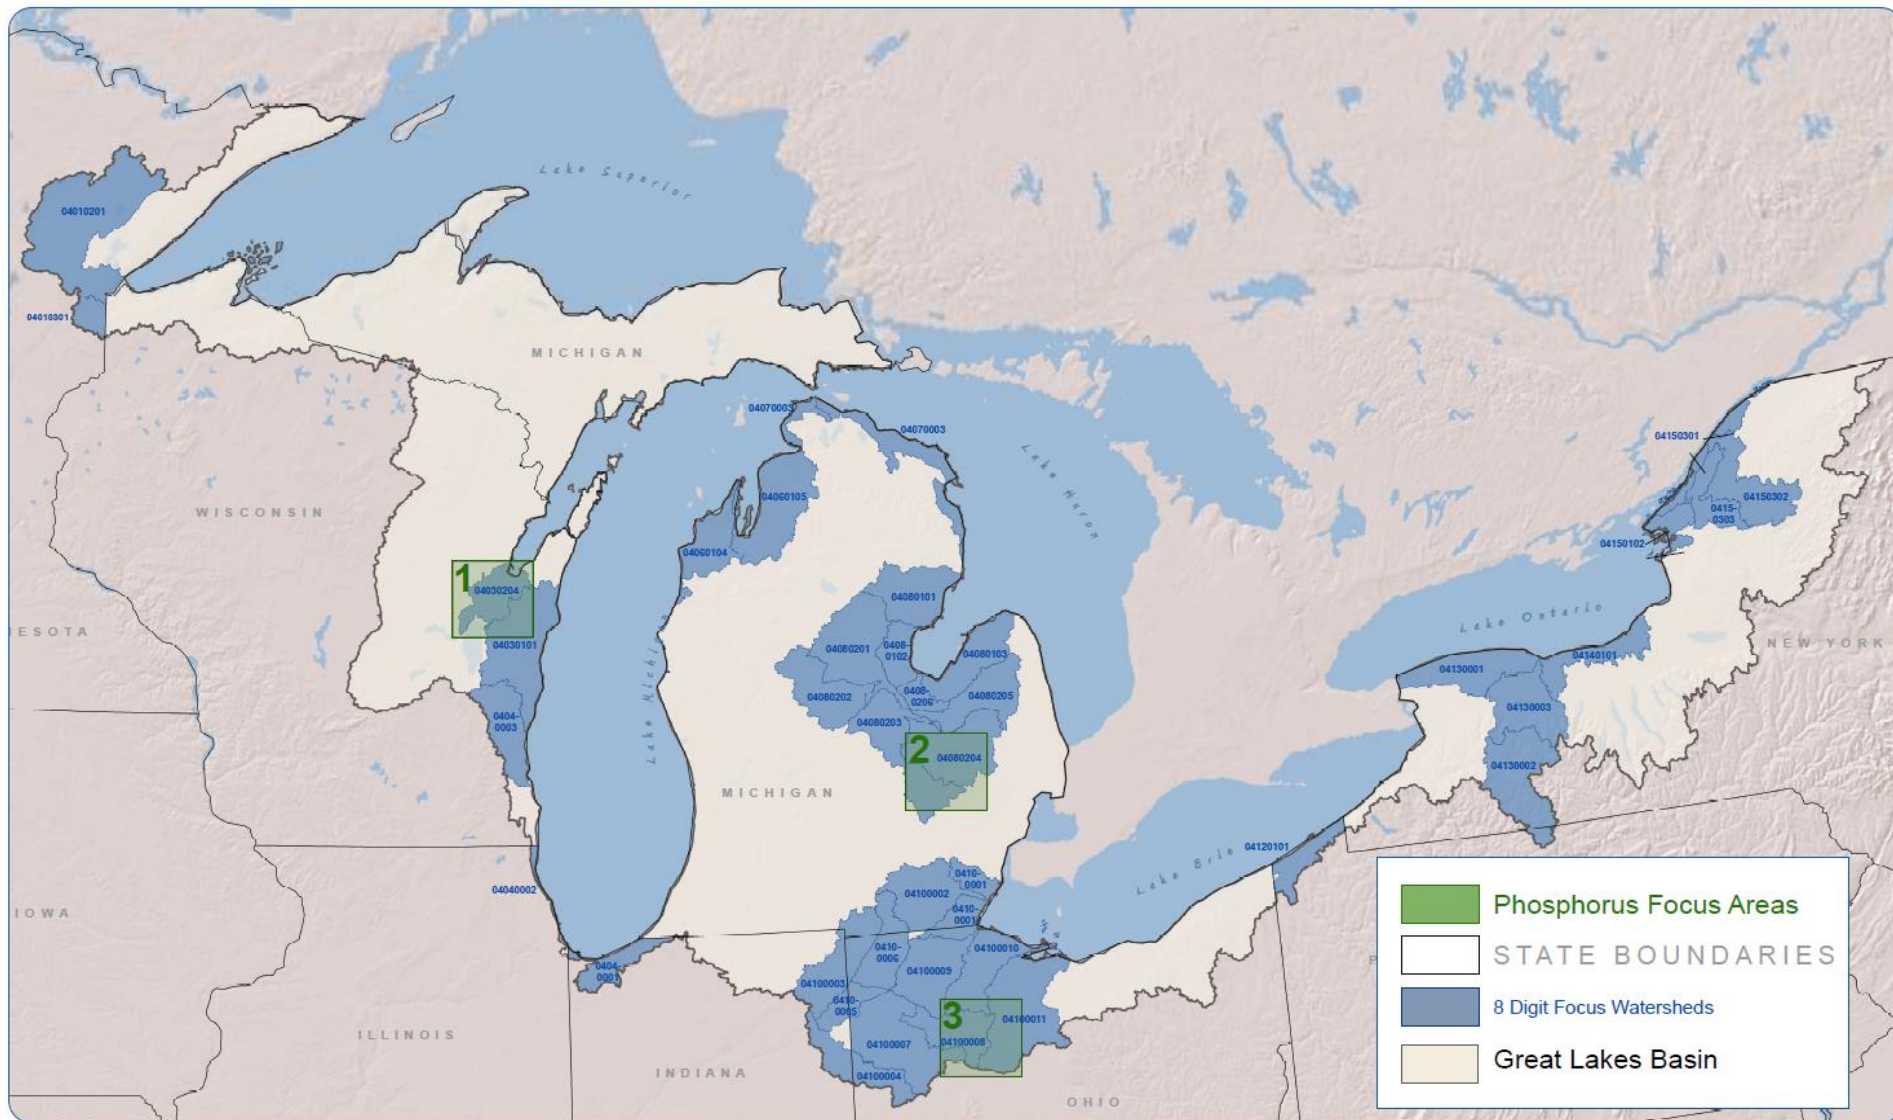 Lake Superior
04010201
04010301
MICHIGAN
04070003
04070003
Lake Huron
04150301
04060105
04150302
0415-
0303
WISCONSIN
04060104
04150102
1
04030204
04080101
NESOTA
Lake Ontario
NEW YORK
04030101
04080201
0408-
0102
04080103
04130001
04140101
04080202
0408-
0206
04080205
0404-
0003
Lake Michigan
04080203
04130003
2
04080204
04130002
MICHIGAN
Lake Erie
04120101
04040002
0410-
0001
04100002
0410-
0001
IOWA
0410-
0006
04100010
04100009
0404-
0001
04100003
0410-
0005
3
04100011
04100007
04100008
ILLINOIS
INDIANA
04100004
OHIO
P
Phosphorus Focus Areas
STATE BOUNDARIES
8 Digit Focus Watersheds
Great Lakes Basin